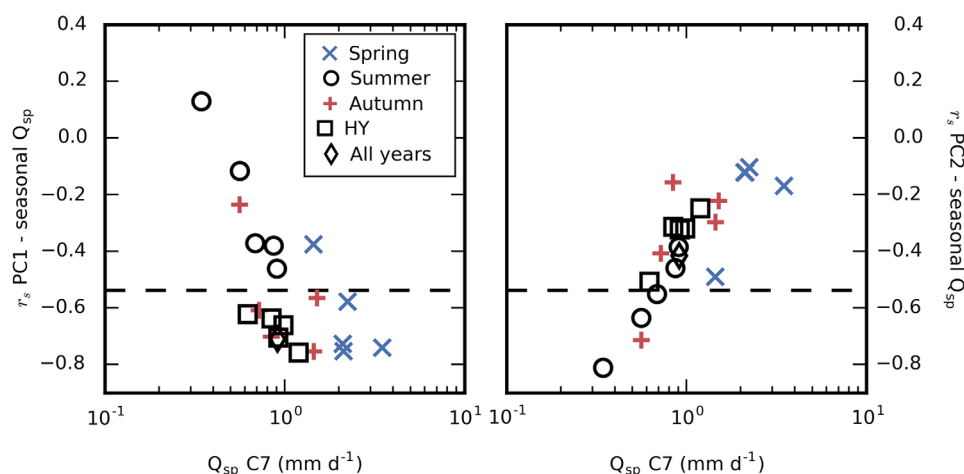 0.4
0.2
0.0
−0.2
−0.4
−0.6
−0.8
r_s PC1 - seasonal Q_sp
Spring
Summer
Autumn
HY
All years
10^-1
10^0
10^1
Q_sp C7 (mm d^-1)
10^-1
10^0
10^1
Q_sp C7 (mm d^-1)
0.4
0.2
0.0
−0.2
−0.4
−0.6
−0.8
r_s PC2 - seasonal Q_sp